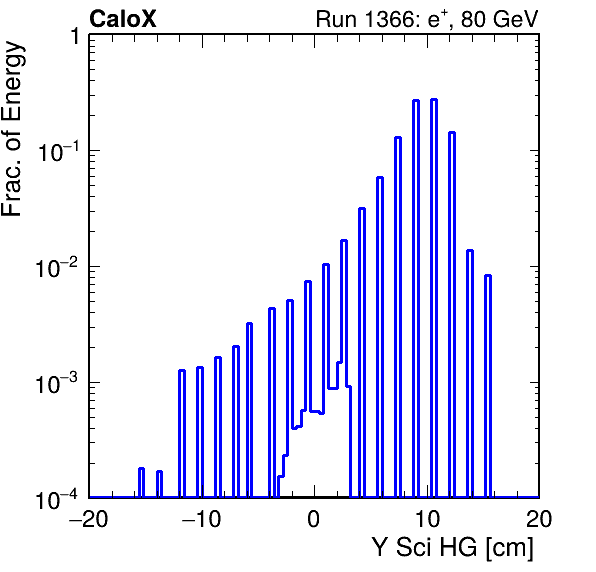 CaloX Run 1366: e⁺, 80 GeV
Frac. of Energy
1
10⁻¹
10⁻²
10⁻³
10⁻⁴
−20 −10 0 10 20
Y Sci HG [cm]